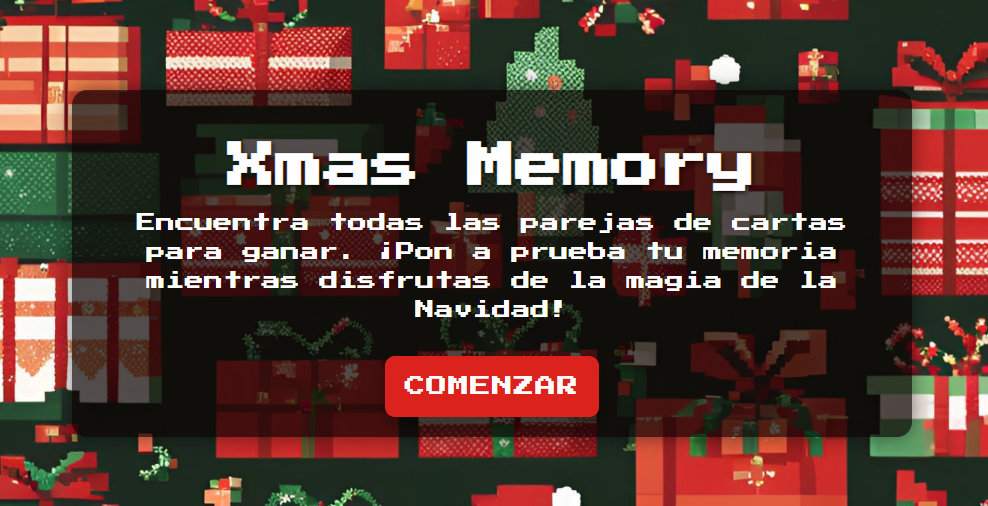 Xmas Memory
Encuentra todas las parejas de cartas
para ganar. ¡Pon a prueba tu memoria
mientras disfrutas de la magia de la
Navidad!
COMENZAR